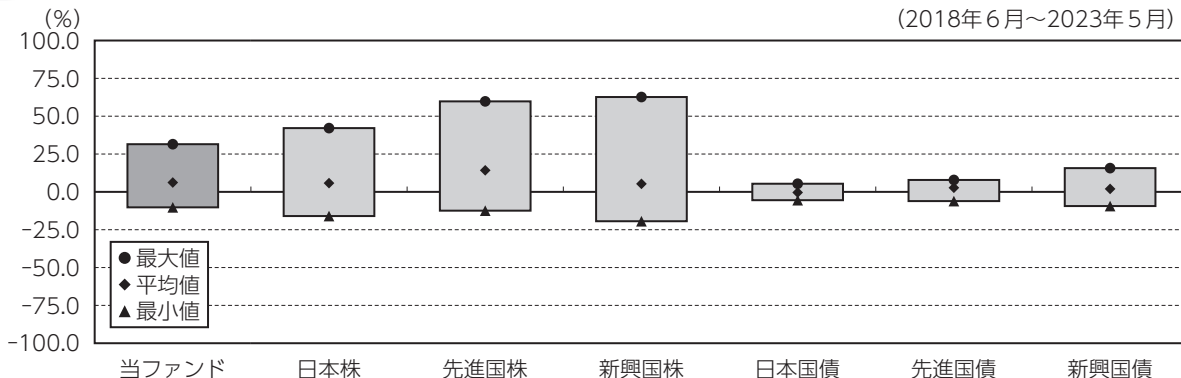 (%)
(2018年6月～2023年5月)
100.0
75.0
50.0
25.0
0.0
-25.0
-50.0
-75.0
-100.0
●最大値
◆平均値
▲最小値
当ファンド 日本株 先進国株 新興国株 日本国債 先進国債 新興国債